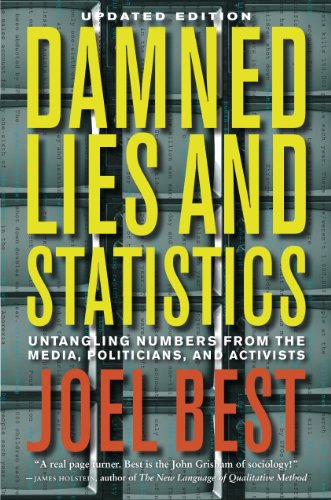 UPDATED EDITION
DAMNED
LIES AND
STATISTICS
UNTANGLING NUMBERS FROM THE
MEDIA, POLITICIANS, AND ACTIVISTS
JOEL BEST
“A real page turner. Best is the John Grisham of sociology!”
—JAMES HOLSTEIN, author of The New Language of Qualitative Method